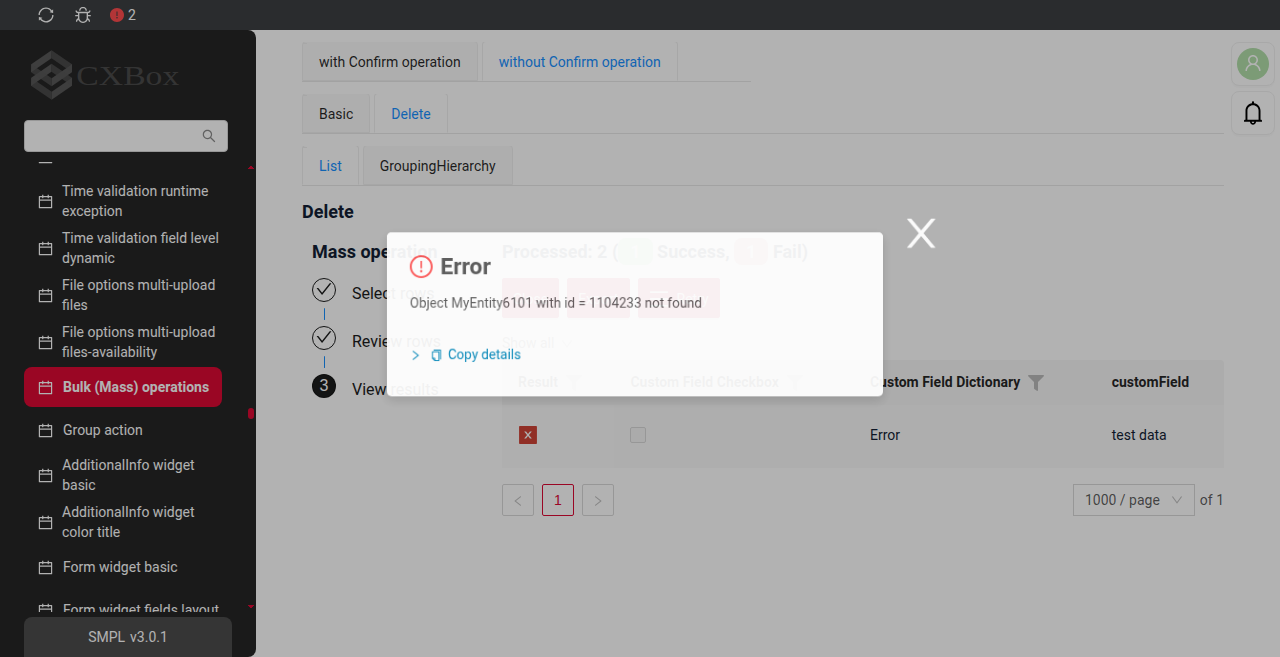 2
CXBox
with Confirm operation
without Confirm operation
Basic
Delete
List
GroupingHierarchy
Delete
Time validation runtime
exception
Time validation field level
dynamic
File options multi-upload
files
File options multi-upload
files-availability
Bulk (Mass) operations
Group action
AdditionalInfo widget
basic
AdditionalInfo widget
color title
Form widget basic
Form widget fields layout
SMPL v3.0.1
Mass operation
Select rows
Review rows
3 View results
Processed: 2 ( Success, Fail)
Error
Object MyEntity6101 with id = 1104233 not found
Copy details
Show all
Result
Custom Field Checkbox
Custom Field Dictionary
customField
X
Error
test data
<
1
>
1000 / page
of 1